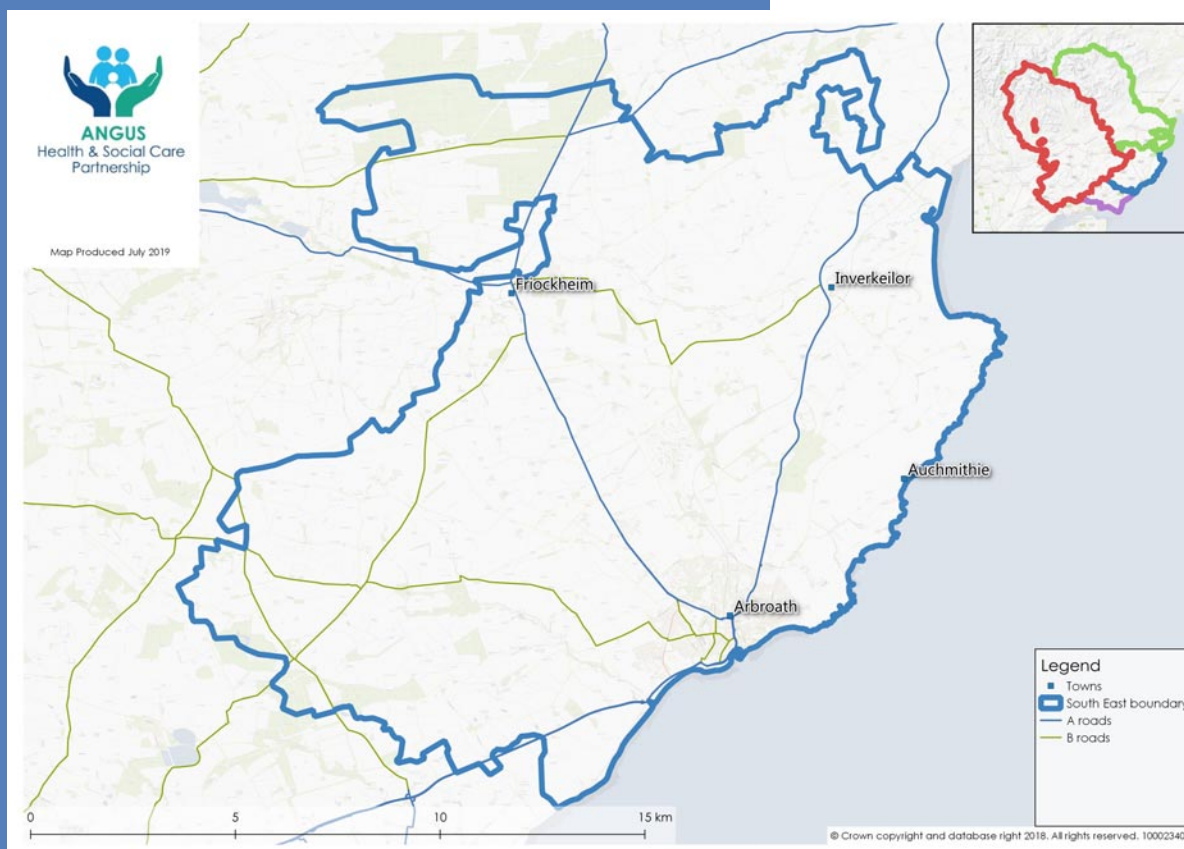 ANGUS
Health & Social Care
Partnership
Map Produced July 2019
Friockheim
Inverkeilor
Auchmithie
Arbroath
Legend
Towns
South East boundary
A roads
B roads
0 5 10 15 km
© Crown copyright and database right 2018. All rights reserved. 10002340